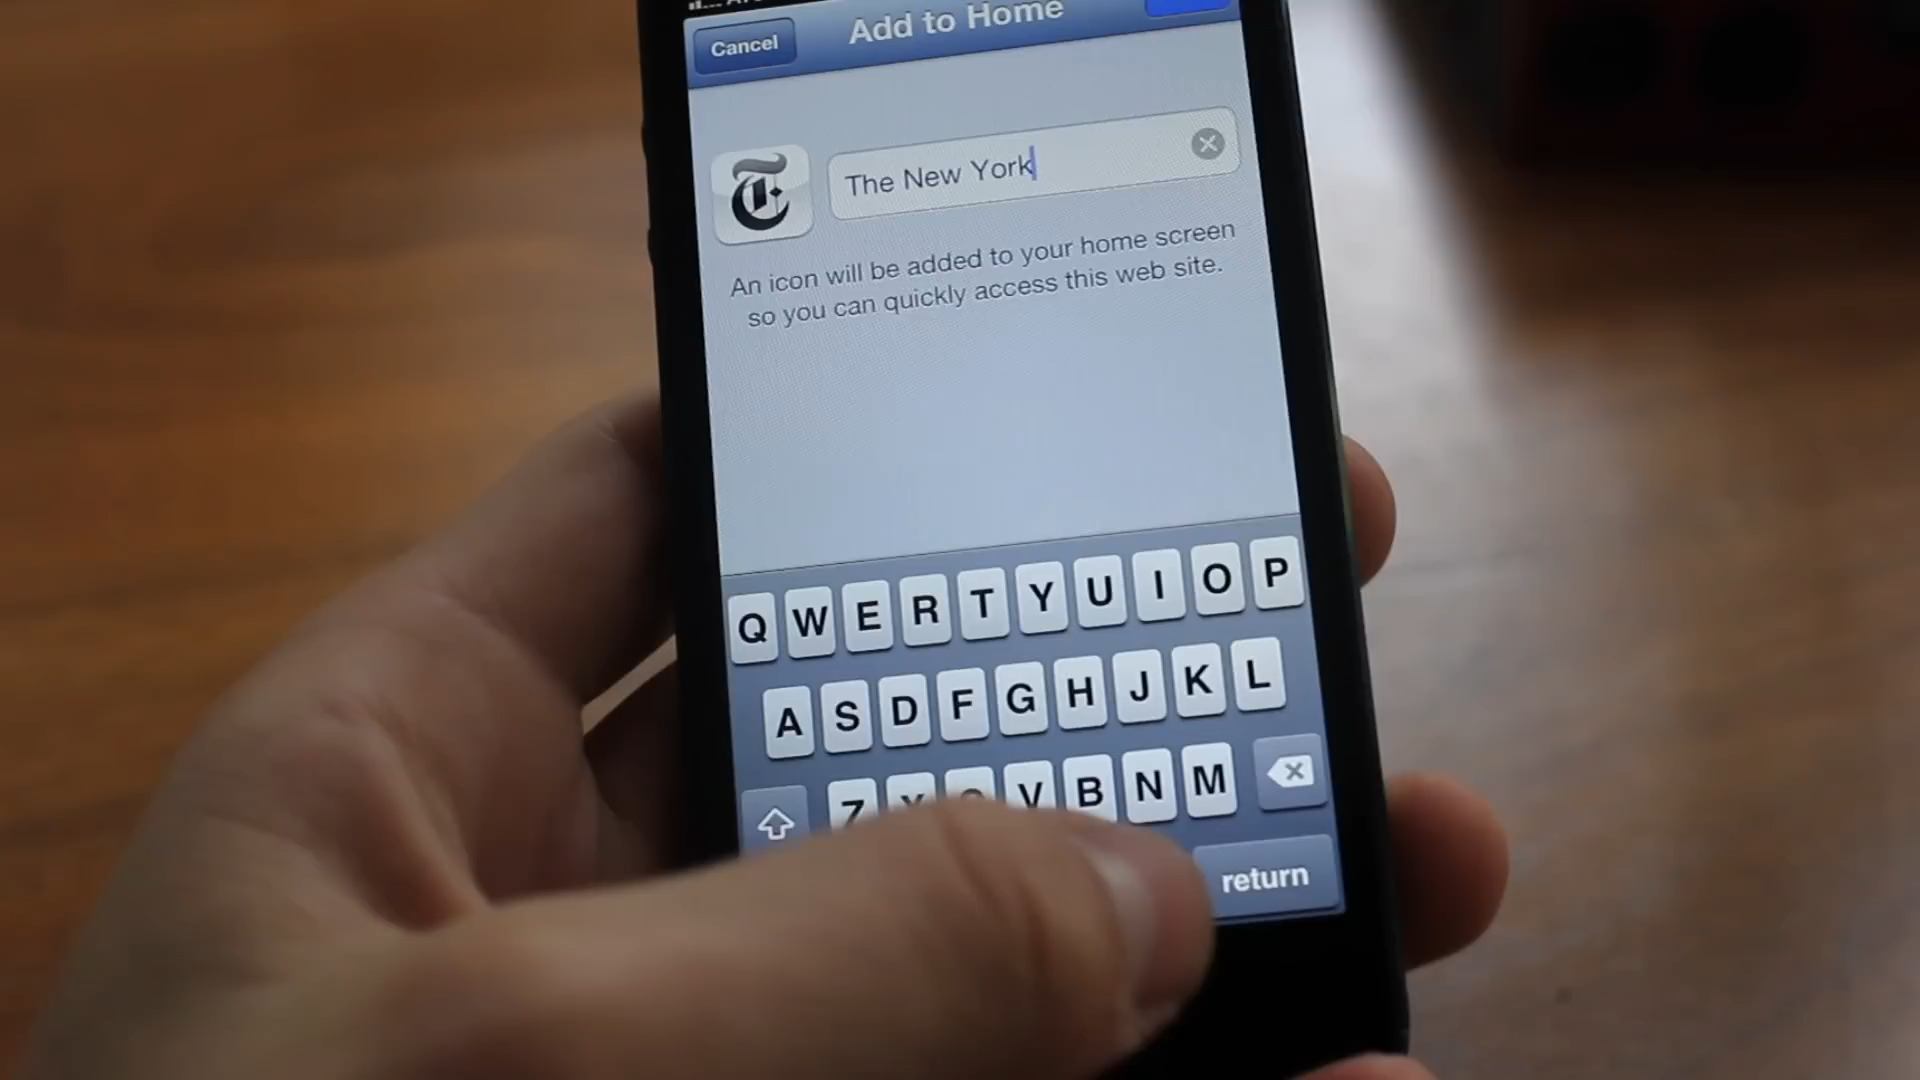 Cancel
Add to Home
The New York
An icon will be added to your home screen
so you can quickly access this web site.
Q W E R T Y U I O P
A S D F G H J K L
Z V B N M
return